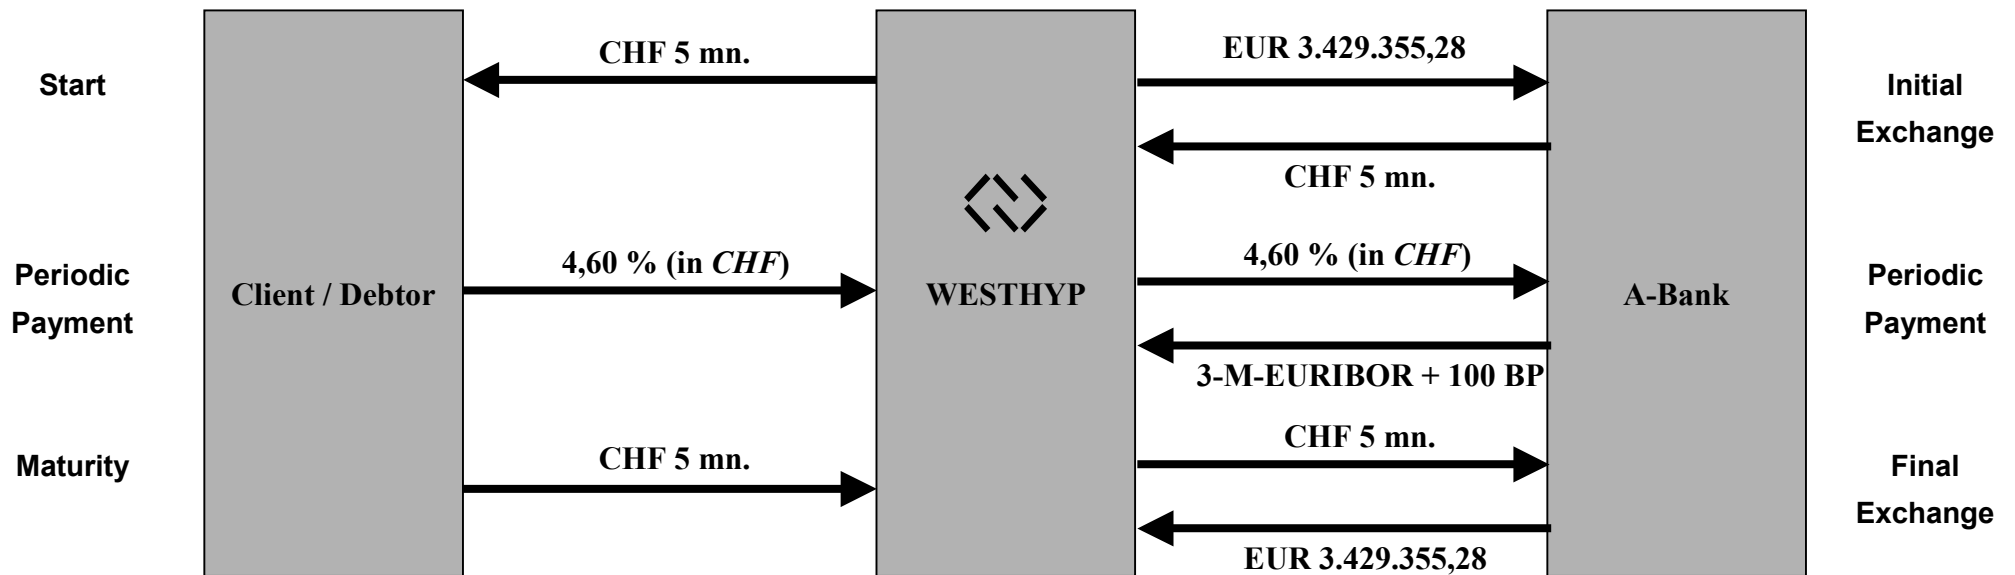 Start
CHF 5 mn.
EUR 3.429.355,28
Initial
Exchange
CHF 5 mn.
Periodic
Payment
Client / Debtor
4,60 % (in CHF)
WESTHYP
4,60 % (in CHF)
A-Bank
Periodic
Payment
3-M-EURIBOR + 100 BP
Maturity
CHF 5 mn.
CHF 5 mn.
Final
Exchange
EUR 3.429.355,28